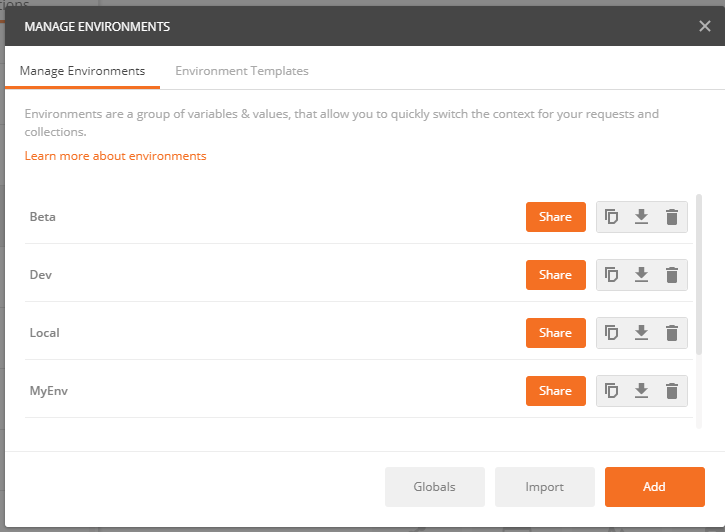 MANAGE ENVIRONMENTS
Manage Environments
Environment Templates
Environments are a group of variables & values, that allow you to quickly switch the context for your requests and
collections.
Learn more about environments
Beta
Share
Dev
Share
Local
Share
MyEnv
Share
Globals
Import
Add